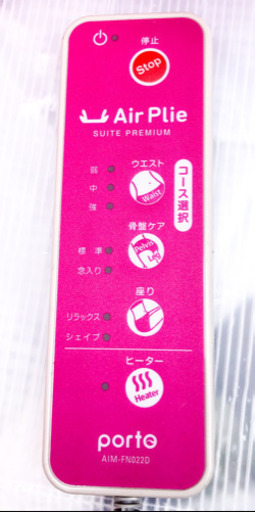 停止
Stop
Air Plie
SUITE PREMIUM
コース選択
ウエスト
弱
中
強
Waist
骨盤ケア
標準
念入り
Pelvis
Leg
座り
リラックス
シェイプ
ヒーター
Heater
porto
AIM-FN022D